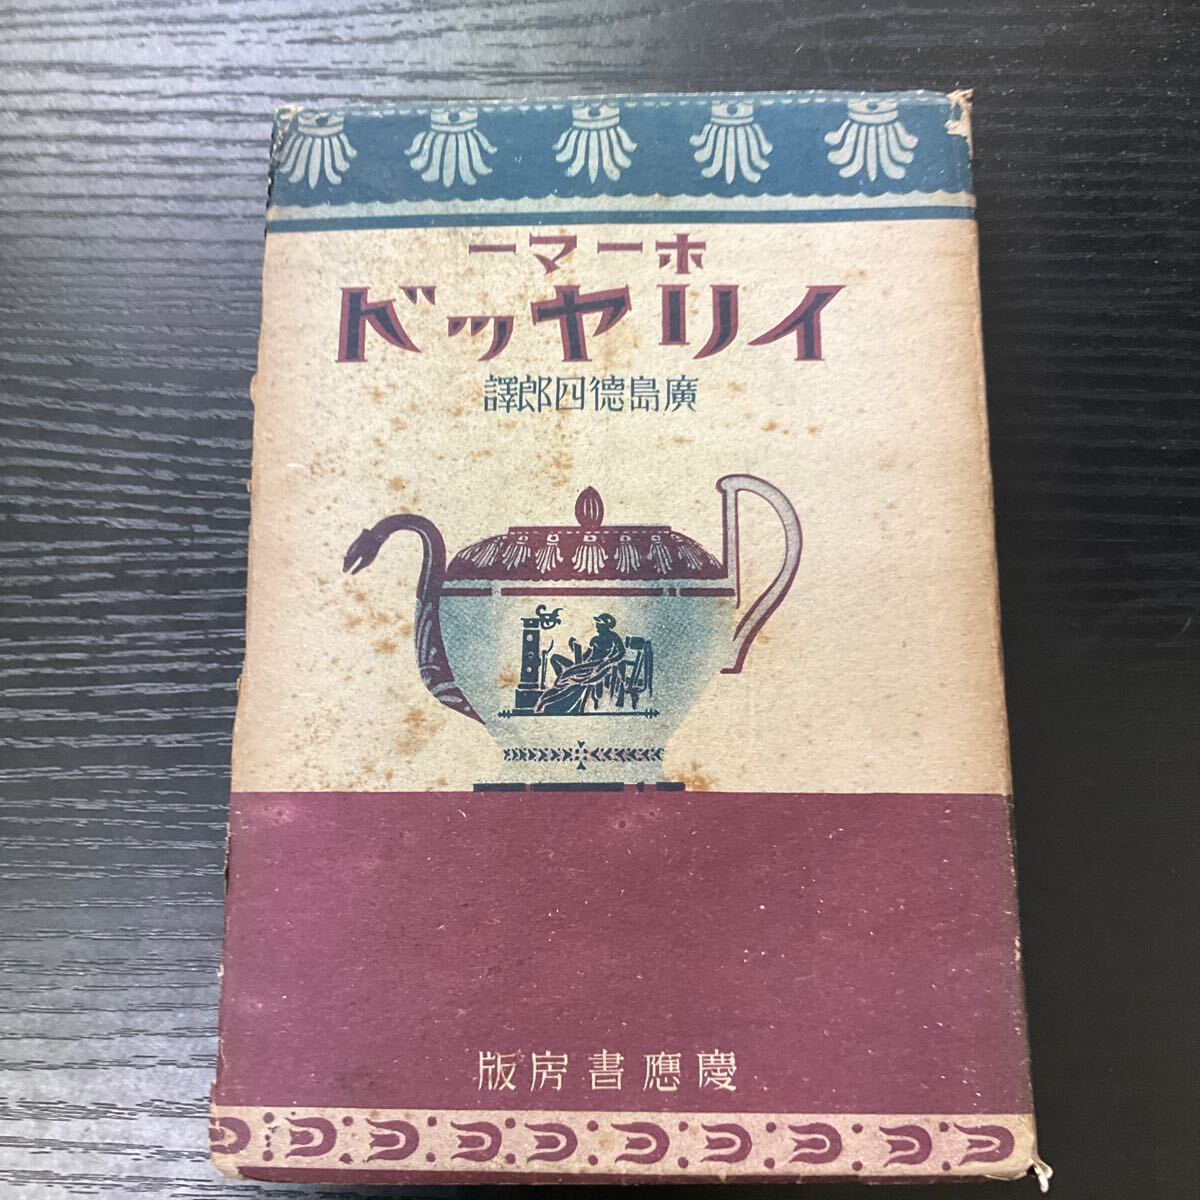 ホーマー
イリヤッド
廣島德四郎譯
慶應書房版